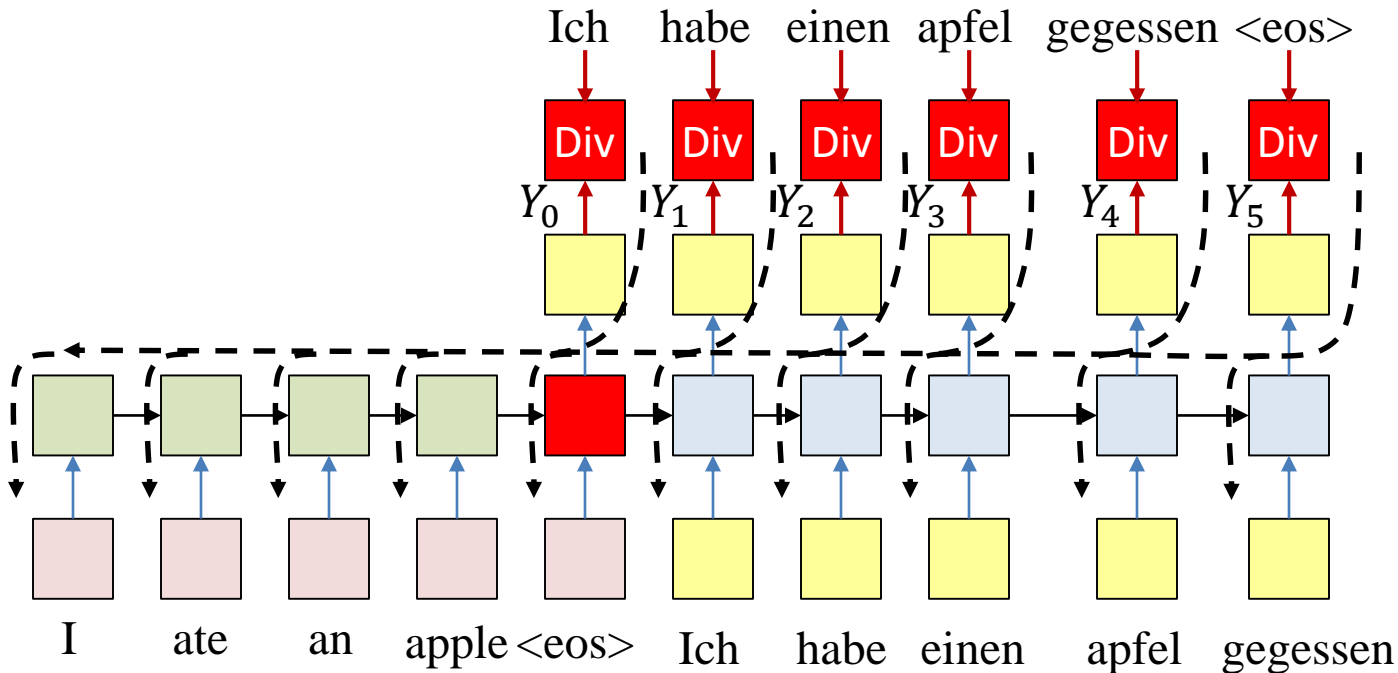 Ich habe einen apfel gegessen <eos>
Div Div Div Div Div Div
Y₀ Y₁ Y₂ Y₃ Y₄ Y₅
I ate an apple <eos> Ich habe einen apfel gegessen